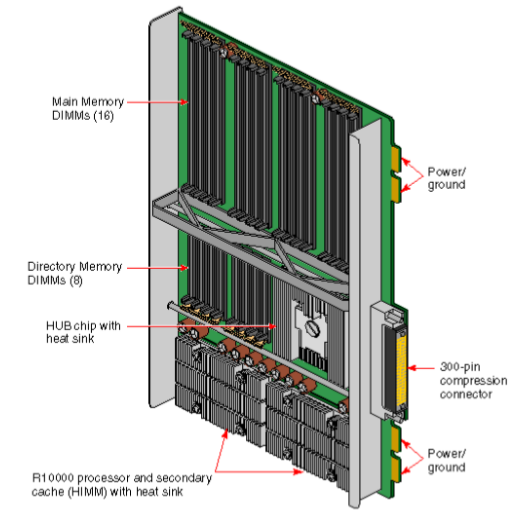 Main Memory
DIMMs (16)
Power/
ground
Directory Memory
DIMMs (8)
HUB chip with
heat sink
300-pin
compression
connector
Power/
ground
R10000 processor and secondary
cache (HIMM) with heat sink